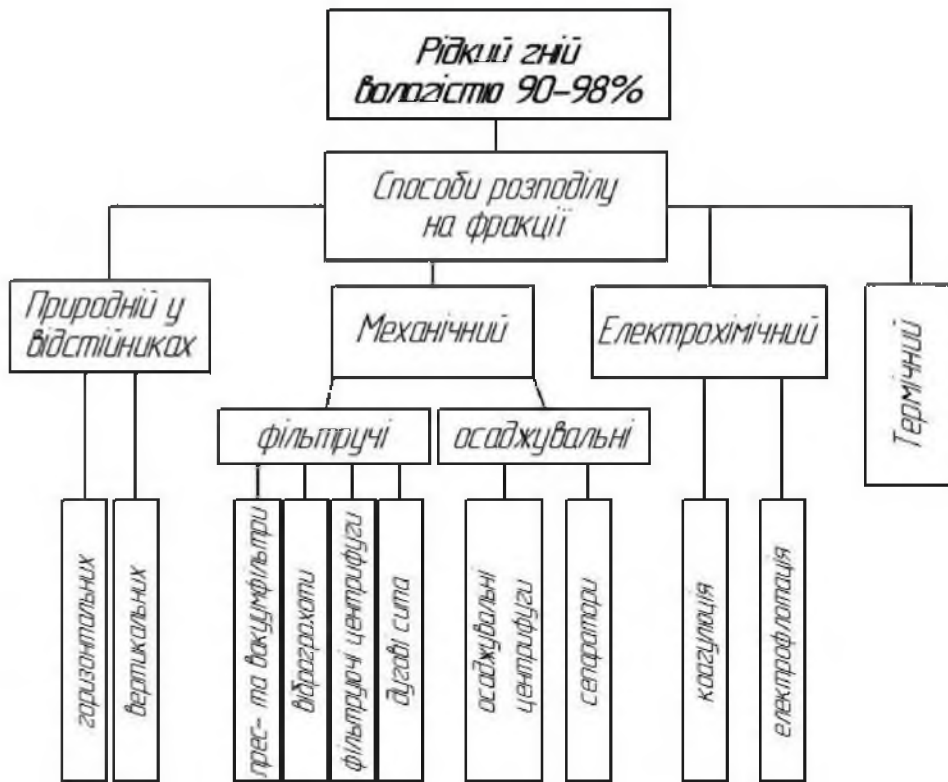 Рідкий гній
вологістю 90-98%
Способи розподілу
на фракції
Природній у
відстійниках
Механічний
Електрохімічний
Термічний
фільтручі
осаджувальні
горизонтальних
вертикальних
прес- та вакуумфільтри
віброгрохоти
фільтруючі центрифуги
дугові сита
осаджувальні
центрифуги
сепаратори
коагуляція
електрофлотація